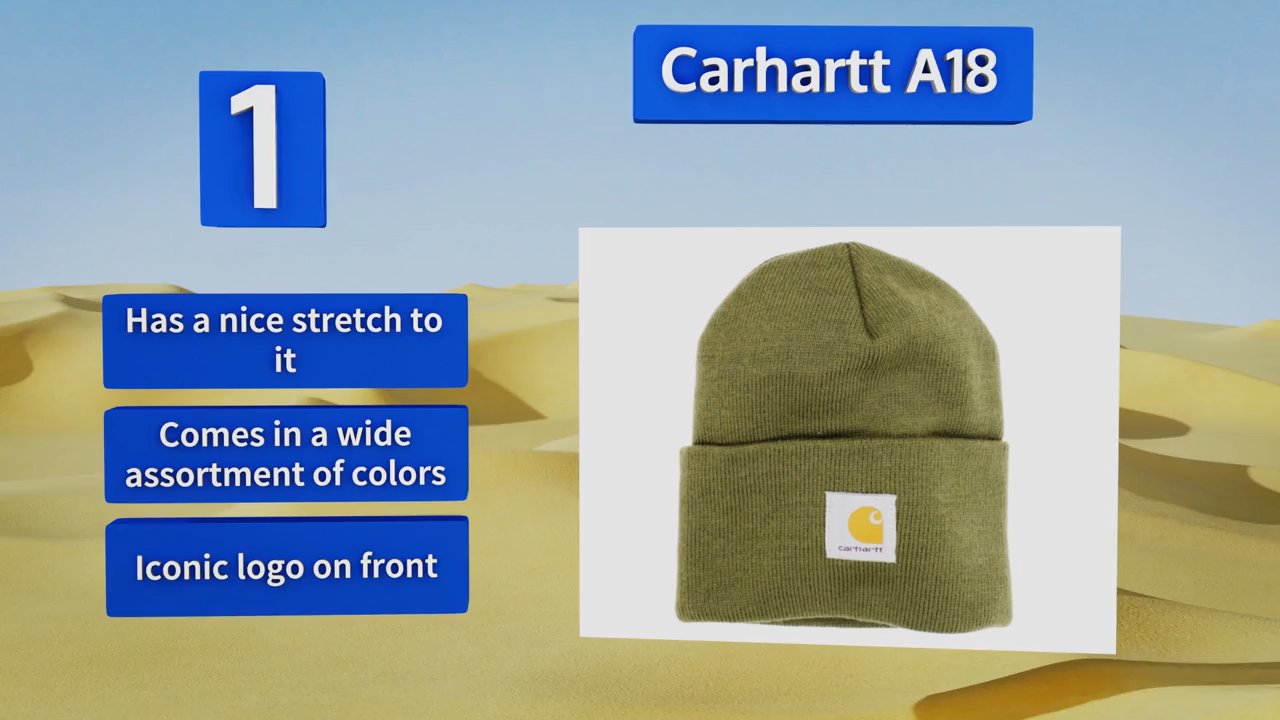 1
Carhartt A18
Has a nice stretch to
it
Comes in a wide
assortment of colors
Iconic logo on front
carhartt